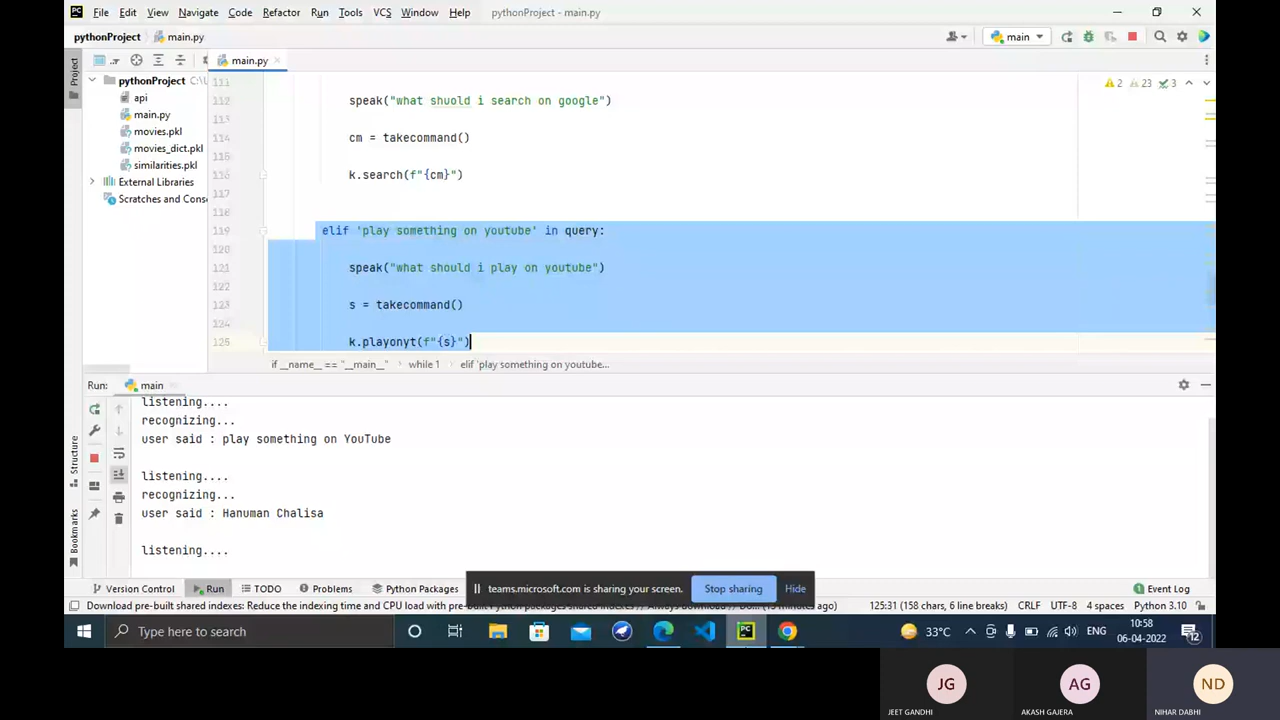 PC File Edit View Navigate Code Refactor Run Tools VCS Window Help pythonProject - main.py
pythonProject main.py main
Project main.py
pythonProject C:\U
api
main.py
movies.pkl
movies_dict.pkl
similarities.pkl
External Libraries
Scratches and Cons
2 23 3
111
112 speak("what shuold i search on google")
113
114 cm = takecommand()
115
116 k.search(f"{cm}")
117
118
119 elif 'play something on youtube' in query:
120
121 speak("what should i play on youtube")
122
123 s = takecommand()
124
125 k.playonyt(f"{s}")
if __name__ == "__main__" while 1 elif 'play something on youtube...
Run: main
listening....
recognizing...
user said : play something on YouTube
listening....
recognizing...
user said : Hanuman Chalisa
listening....
Structure
Bookmarks
Version Control Run TODO Problems Python Packages
teams.microsoft.com is sharing your screen. Stop sharing Hide
Event Log
Download pre-built shared indexes: Reduce the indexing time and CPU load with pre-built Python packages shared indexes
minutes ago) 125:31 (158 chars, 6 line breaks) CRLF UTF-8 4 spaces Python 3.10
Type here to search
PC
33°C ENG 10:58
06-04-2022 12
JG AG ND
JEET GANDHI AKASH GAJERA NIHAR DABHI